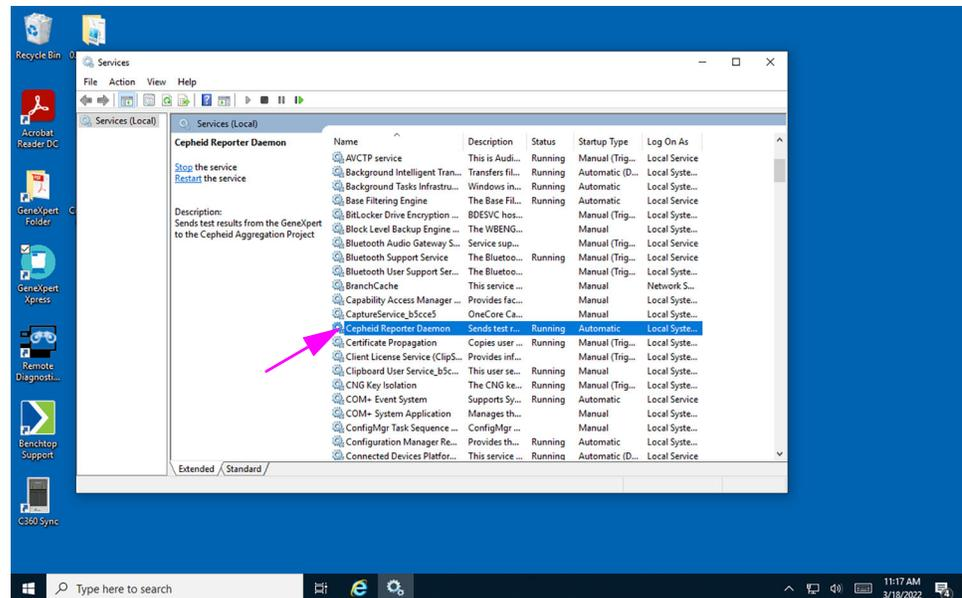 Recycle Bin
Acrobat
Reader DC
GeneXpert
Folder
GeneXpert
Xpress
Remote
Diagnosti...
Benchtop
Support
C360 Sync
Services
File Action View Help
Services (Local)
Services (Local)
Cepheid Reporter Daemon
Stop the service
Restart the service
Description:
Sends test results from the GeneXpert
to the Cepheid Aggregation Project
Name Description Status Startup Type Log On As
AVCTP service This is Audi... Running Manual (Trig... Local Service
Background Intelligent Tran... Transfers fil... Running Automatic (D... Local Syste...
Background Tasks Infrastru... Windows in... Running Automatic Local Syste...
Base Filtering Engine The Base Fil... Running Automatic Local Service
BitLocker Drive Encryption ... BDESVC hos... Manual (Trig... Local Syste...
Block Level Backup Engine ... The WBENG... Manual Local Syste...
Bluetooth Audio Gateway S... Service sup... Manual (Trig... Local Service
Bluetooth Support Service The Bluetoo... Running Manual (Trig... Local Service
Bluetooth User Support Ser... The Bluetoo... Manual (Trig... Local Syste...
BranchCache This service ... Manual Network S...
Capability Access Manager ... Provides fac... Manual Local Syste...
CaptureService_b5cce5 OneCore Ca... Manual Local Syste...
Cepheid Reporter Daemon Sends test r... Running Automatic Local Syste...
Certificate Propagation Copies user ... Running Manual (Trig... Local Syste...
Client License Service (ClipS... Provides inf... Manual (Trig... Local Syste...
Clipboard User Service_b5c... This user se... Running Manual Local Syste...
CNG Key Isolation The CNG ke... Running Manual (Trig... Local Syste...
COM+ Event System Supports Sy... Running Automatic Local Service
COM+ System Application Manages th... Manual Local Syste...
ConfigMgr Task Sequence ... ConfigMgr ... Manual Local Syste...
Configuration Manager Re... Provides th... Running Automatic Local Syste...
Connected Devices Platfor... This service ... Running Automatic (D... Local Service
Extended Standard
Type here to search
11:17 AM
3/18/2022
4